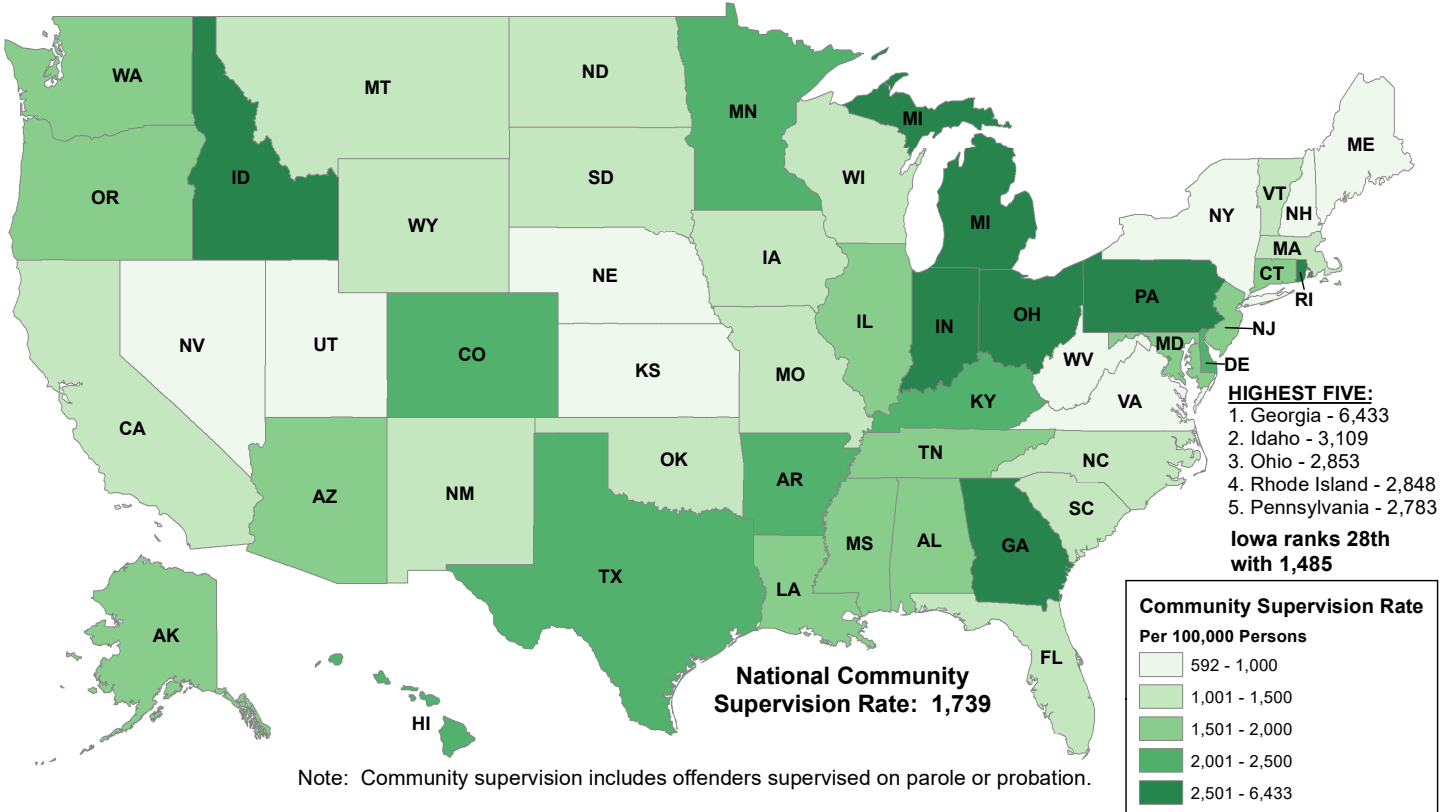 WA
MT
ND
MN
MI
ME
OR
ID
SD
WI
WY
MI
NY
VT
NH
MA
CT
RI
IA
NE
NV
UT
CO
KS
MO
IL
IN
OH
PA
NJ
MD
DE
WV
VA
KY
CA
AZ
NM
OK
AR
TN
NC
SC
MS
AL
GA
TX
LA
FL
AK
HI
HIGHEST FIVE:
1. Georgia - 6,433
2. Idaho - 3,109
3. Ohio - 2,853
4. Rhode Island - 2,848
5. Pennsylvania - 2,783
Iowa ranks 28th
with 1,485
National Community
Supervision Rate: 1,739
Community Supervision Rate
Per 100,000 Persons
592 - 1,000
1,001 - 1,500
1,501 - 2,000
2,001 - 2,500
2,501 - 6,433
Note: Community supervision includes offenders supervised on parole or probation.